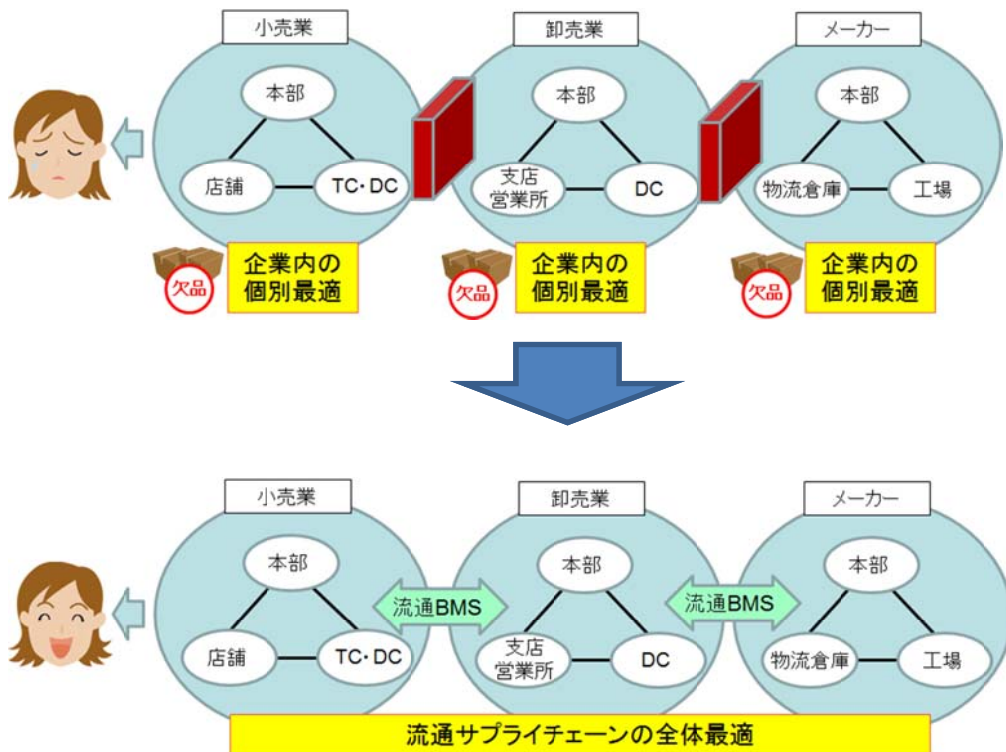 小売業
卸売業
メーカー
本部
本部
本部
店舗
TC・DC
支店
営業所
DC
物流倉庫
工場
欠品
企業内の
個別最適
欠品
企業内の
個別最適
欠品
企業内の
個別最適
小売業
卸売業
メーカー
本部
本部
本部
流通BMS
流通BMS
店舗
TC・DC
支店
営業所
DC
物流倉庫
工場
流通サプライチェーンの全体最適